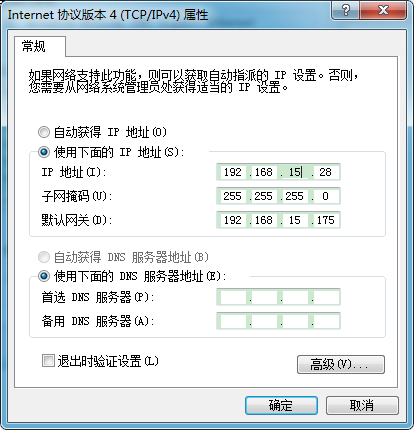 Internet 协议版本 4 (TCP/IPv4) 属性
常规
如果网络支持此功能，则可以获取自动指派的 IP 设置。否则，
您需要从网络系统管理员处获得适当的 IP 设置。
自动获得 IP 地址(O)
使用下面的 IP 地址(S):
IP 地址(I): 192 .168 . 15 . 28
子网掩码(U): 255 .255 .255 . 0
默认网关(D): 192 .168 . 15 .175
自动获得 DNS 服务器地址(B)
使用下面的 DNS 服务器地址(E):
首选 DNS 服务器(P): . . .
备用 DNS 服务器(A): . . .
退出时验证设置(L)
高级(V)...
确定 取消